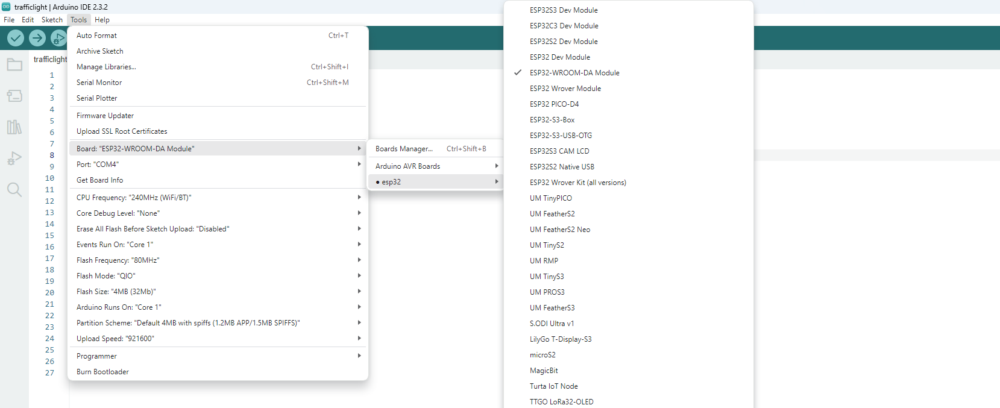 trafficlight | Arduino IDE 2.3.2
File Edit Sketch Tools Help
trafficlight
1
2
3
4
5
6
7
8
9
10
11
12
13
14
15
16
17
18
19
20
21
22
23
24
25
26
27
Auto Format Ctrl+T
Archive Sketch
Manage Libraries... Ctrl+Shift+I
Serial Monitor Ctrl+Shift+M
Serial Plotter
Firmware Updater
Upload SSL Root Certificates
Board: "ESP32-WROOM-DA Module"
Port: "COM4"
Get Board Info
CPU Frequency: "240MHz (WiFi/BT)"
Core Debug Level: "None"
Erase All Flash Before Sketch Upload: "Disabled"
Events Run On: "Core 1"
Flash Frequency: "80MHz"
Flash Mode: "QIO"
Flash Size: "4MB (32Mb)"
Arduino Runs On: "Core 1"
Partition Scheme: "Default 4MB with spiffs (1.2MB APP/1.5MB SPIFFS)"
Upload Speed: "921600"
Programmer
Burn Bootloader
Boards Manager... Ctrl+Shift+B
Arduino AVR Boards
● esp32
ESP32S3 Dev Module
ESP32C3 Dev Module
ESP32S2 Dev Module
ESP32 Dev Module
ESP32-WROOM-DA Module
ESP32 Wrover Module
ESP32 PICO-D4
ESP32-S3-Box
ESP32-S3-USB-OTG
ESP32S3 CAM LCD
ESP32S2 Native USB
ESP32 Wrover Kit (all versions)
UM TinyPICO
UM FeatherS2
UM FeatherS2 Neo
UM TinyS2
UM RMP
UM TinyS3
UM PROS3
UM FeatherS3
S.ODI Ultra v1
LilyGo T-Display-S3
microS2
MagicBit
Turta IoT Node
TTGO LoRa32-OLED